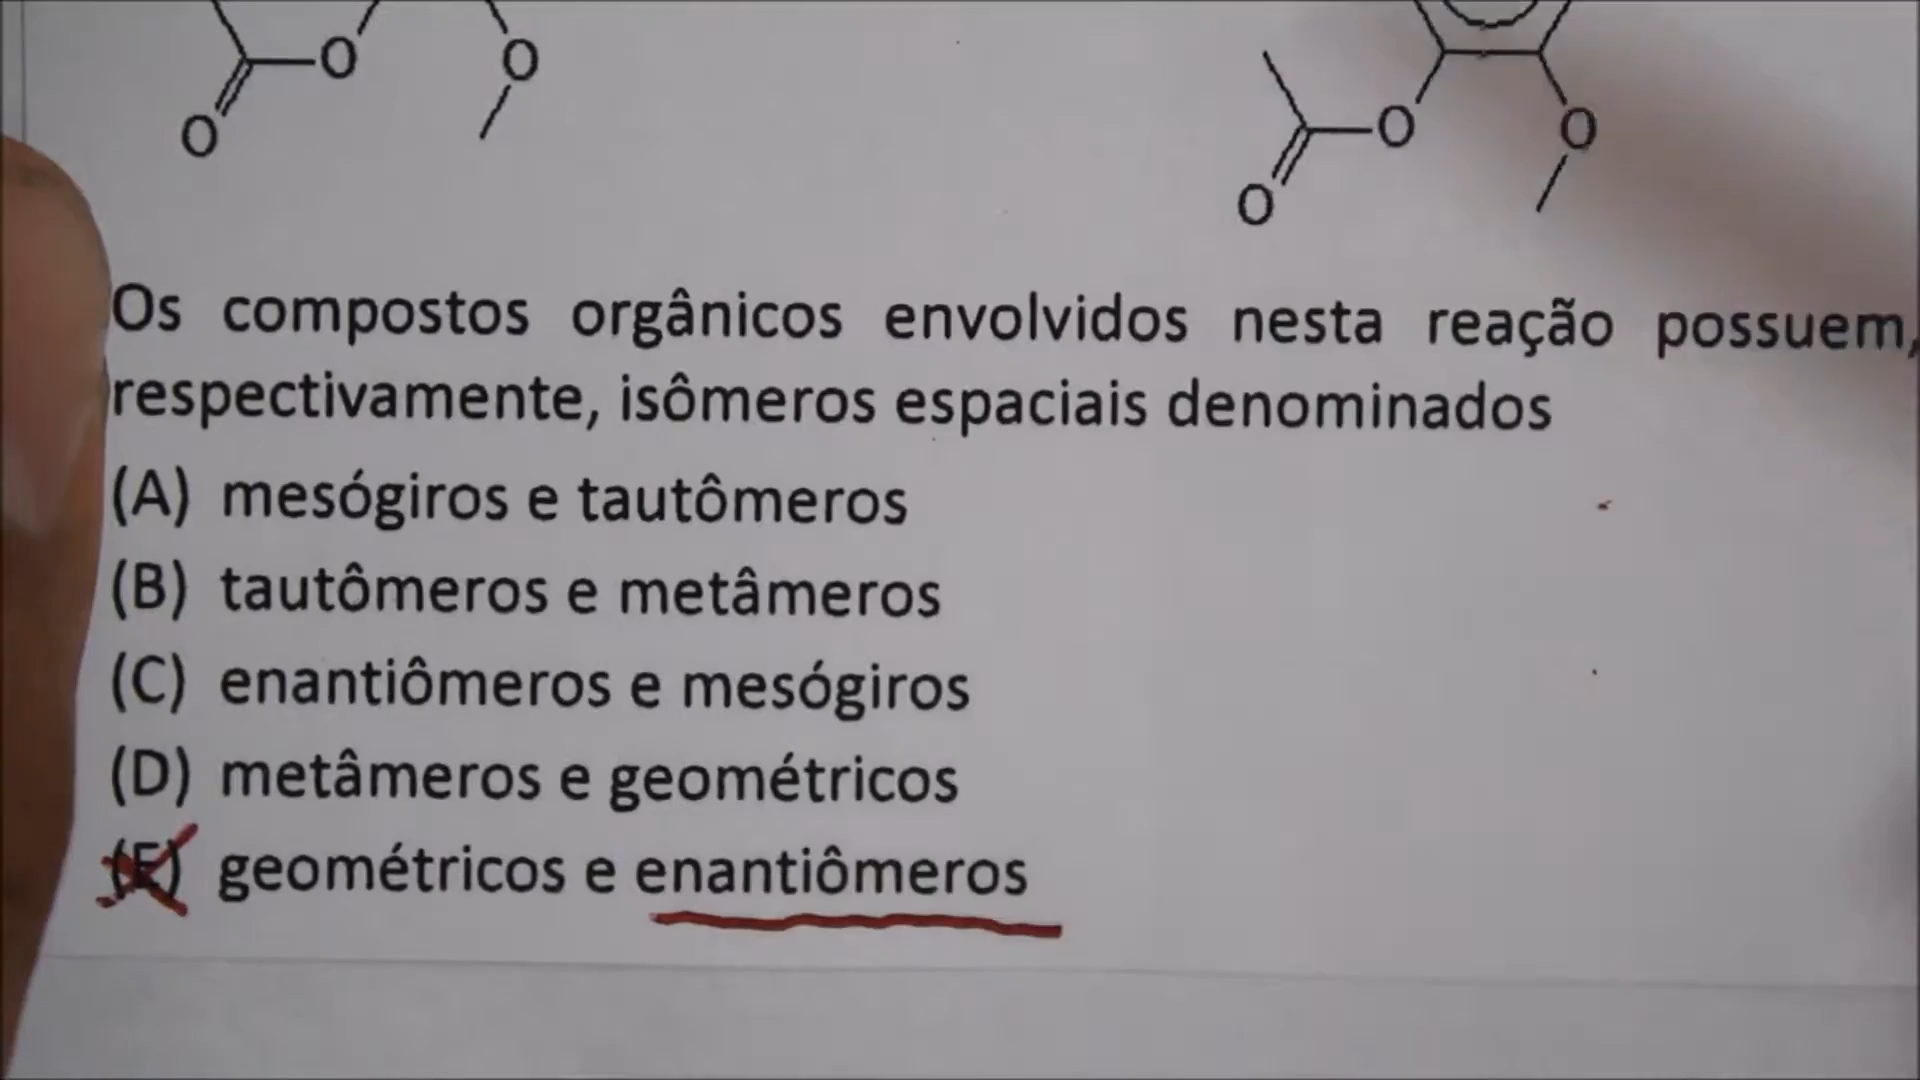 O
O
O
O
O
O
Os compostos orgânicos envolvidos nesta reação possuem,
respectivamente, isômeros espaciais denominados
(A) mesógiros e tautômeros
(B) tautômeros e metâmeros
(C) enantiômeros e mesógiros
(D) metâmeros e geométricos
(E) geométricos e enantiômeros